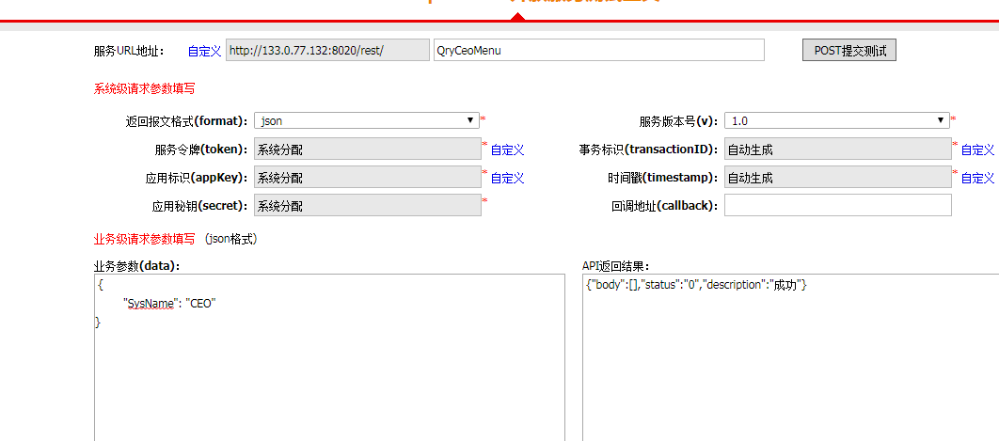 服务URL地址： 自定义 http://133.0.77.132:8020/rest/ QryCeoMenu POST提交测试
系统级请求参数填写
返回报文格式(format)： json * 服务版本号(v)： 1.0 *
服务令牌(token)： 系统分配 * 自定义 事务标识(transactionID)： 自动生成 * 自定义
应用标识(appKey)： 系统分配 * 自定义 时间戳(timestamp)： 自动生成 * 自定义
应用秘钥(secret)： 系统分配 * 回调地址(callback)：
业务级请求参数填写 （json格式）
业务参数(data)： API返回结果：
{ {"body":[],"status":"0","description":"成功"}
"SysName": "CEO"
}